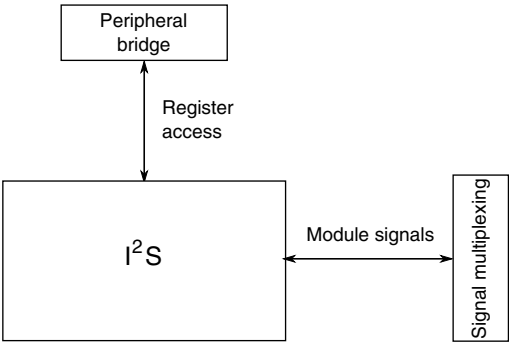 Peripheral
bridge
Register
access
I²S
Module signals
Signal multiplexing